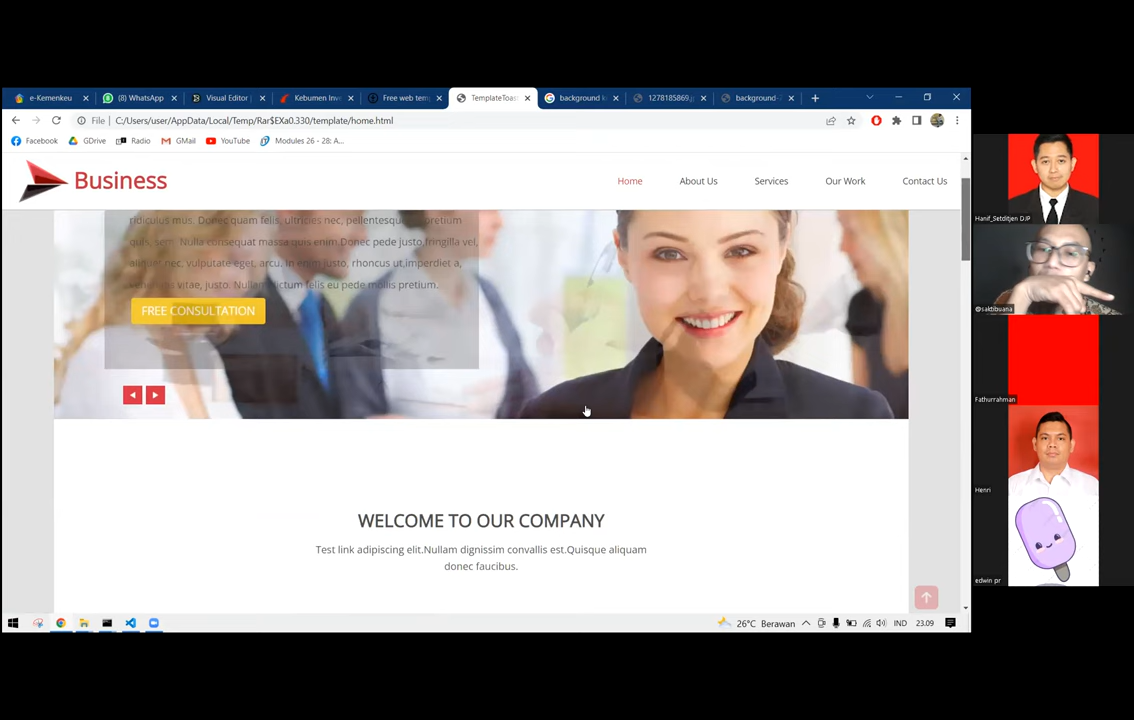 e-Kemenkeu
(8) WhatsApp
Visual Editor
Kebumen Inv
Free web tem
TemplateToas
background k
1278185869.j
background-
File
C:/Users/user/AppData/Local/Temp/Rar$EXa0.330/template/home.html
Facebook
GDrive
Radio
GMail
YouTube
Modules 26 - 28: A...
Business
Home
About Us
Services
Our Work
Contact Us
ridiculus mus. Donec quam felis, ultricies nec, pellentesque pretium
quis, sem. Nulla consequat massa quis enim.Donec pede justo,fringilla vel,
aliquet nec, vulputate eget, arcu. In enim justo, rhoncus ut.imperdiet a,
vitae, justo. Nullam dictum felis eu pede mollis pretium.
FREE CONSULTATION
WELCOME TO OUR COMPANY
Test link adipiscing elit.Nullam dignissim convallis est.Quisque aliquam
donec faucibus.
26°C Berawan
IND
23.09
Hanif_Setditjen DJP
@saktibuana
Fathurrahman
Henri
edwin pr